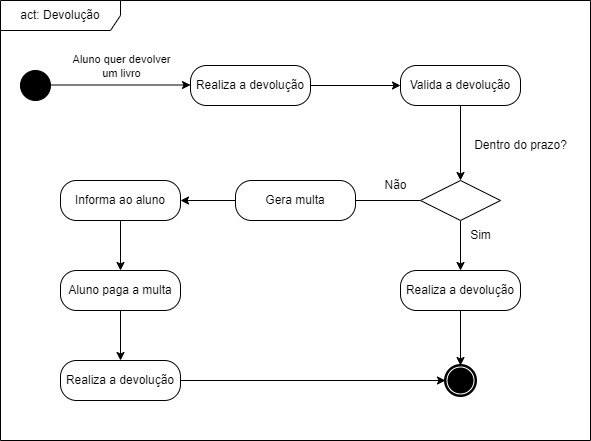 act: Devolução
Aluno quer devolver
um livro
Realiza a devolução
Valida a devolução
Dentro do prazo?
Não
Gera multa
Informa ao aluno
Sim
Aluno paga a multa
Realiza a devolução
Realiza a devolução